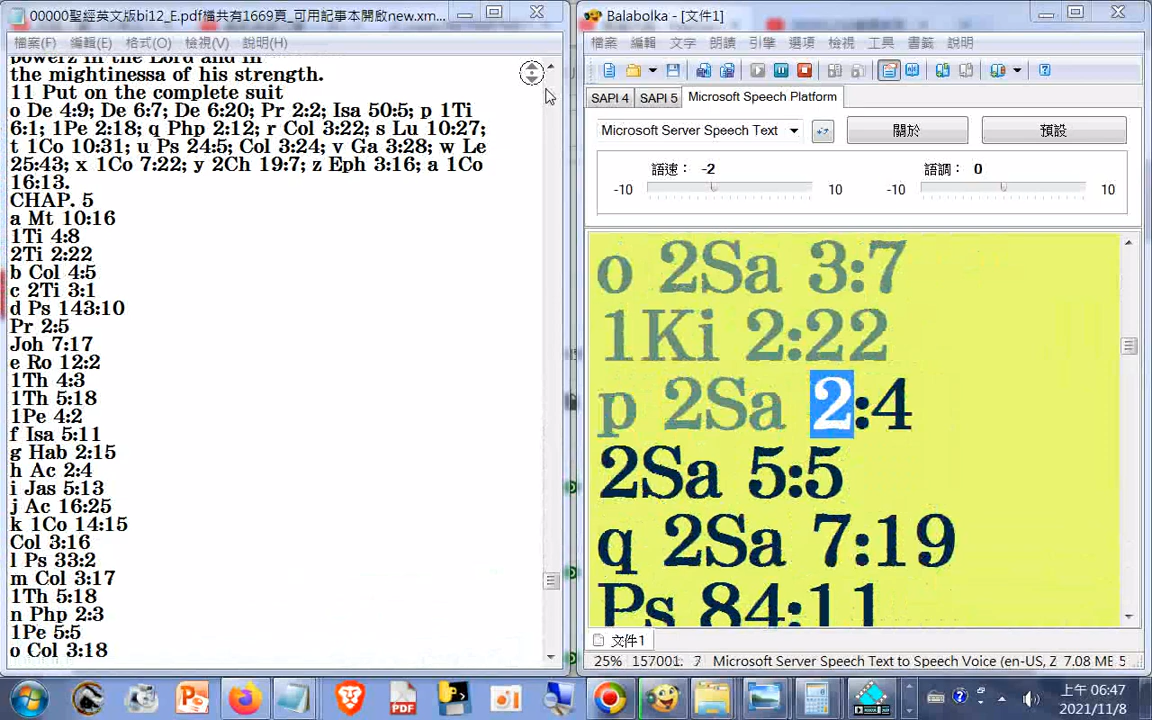 00000聖經英文版bi12_E.pdf檔共有1669頁_可用記事本開啟new.xm...
檔案(F) 編輯(E) 格式(O) 檢視(V) 說明(H)
powerz in the Lord and in
the mightinessa of his strength.
11 Put on the complete suit
o De 4:9; De 6:7; De 6:20; Pr 2:2; Isa 50:5; p 1Ti
6:1; 1Pe 2:18; q Php 2:12; r Col 3:22; s Lu 10:27;
t 1Co 10:31; u Ps 24:5; Col 3:24; v Ga 3:28; w Le
25:43; x 1Co 7:22; y 2Ch 19:7; z Eph 3:16; a 1Co
16:13.
CHAP. 5
a Mt 10:16
1Ti 4:8
2Ti 2:22
b Col 4:5
c 2Ti 3:1
d Ps 143:10
Pr 2:5
Joh 7:17
e Ro 12:2
1Th 4:3
1Th 5:18
1Pe 4:2
f Isa 5:11
g Hab 2:15
h Ac 2:4
i Jas 5:13
j Ac 16:25
k 1Co 14:15
Col 3:16
l Ps 33:2
m Col 3:17
1Th 5:18
n Php 2:3
1Pe 5:5
o Col 3:18
Balabolka - [文件1]
檔案 編輯 文字 朗讀 引擎 選項 檢視 工具 書籤 說明
SAPI 4 SAPI 5 Microsoft Speech Platform
Microsoft Server Speech Text 關於 預設
語速: -2 語調: 0
-10 10 -10 10
o 2Sa 3:7
1Ki 2:22
p 2Sa 2:4
2Sa 5:5
q 2Sa 7:19
Ps 84:11
文件1
25% 157001: 7 Microsoft Server Speech Text to Speech Voice (en-US, Z 7.08 MB 5
PDF
上午 06:47
2021/11/8